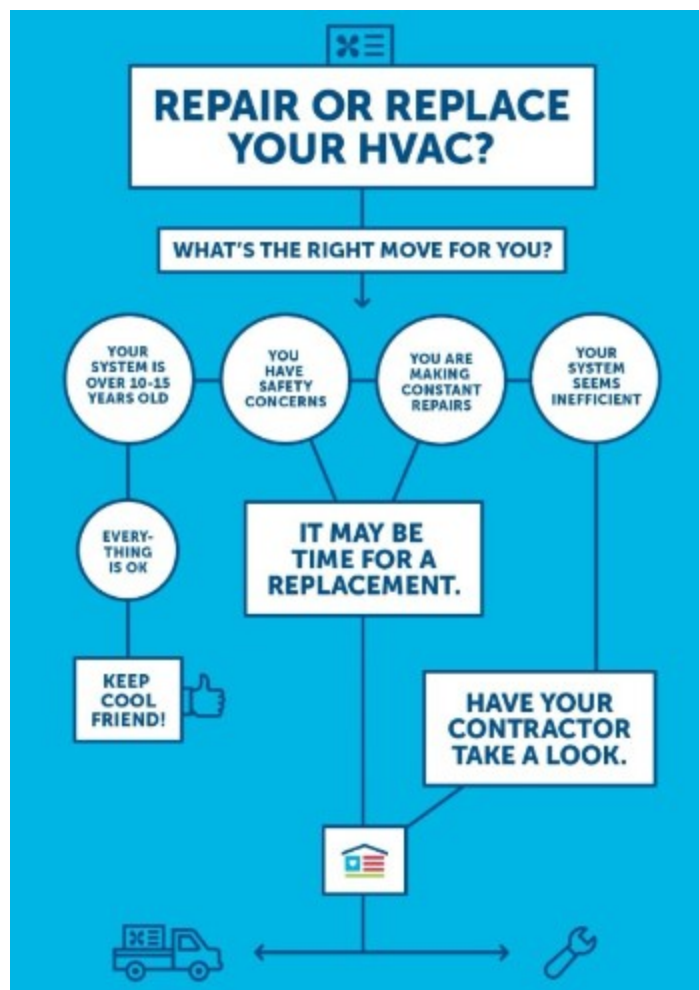 REPAIR OR REPLACE
YOUR HVAC?
WHAT'S THE RIGHT MOVE FOR YOU?
YOUR
SYSTEM IS
OVER 10-15
YEARS OLD
YOU
HAVE
SAFETY
CONCERNS
YOU ARE
MAKING
CONSTANT
REPAIRS
YOUR
SYSTEM
SEEMS
INEFFICIENT
EVERY-
THING
IS OK
IT MAY BE
TIME FOR A
REPLACEMENT.
KEEP
COOL
FRIEND!
HAVE YOUR
CONTRACTOR
TAKE A LOOK.